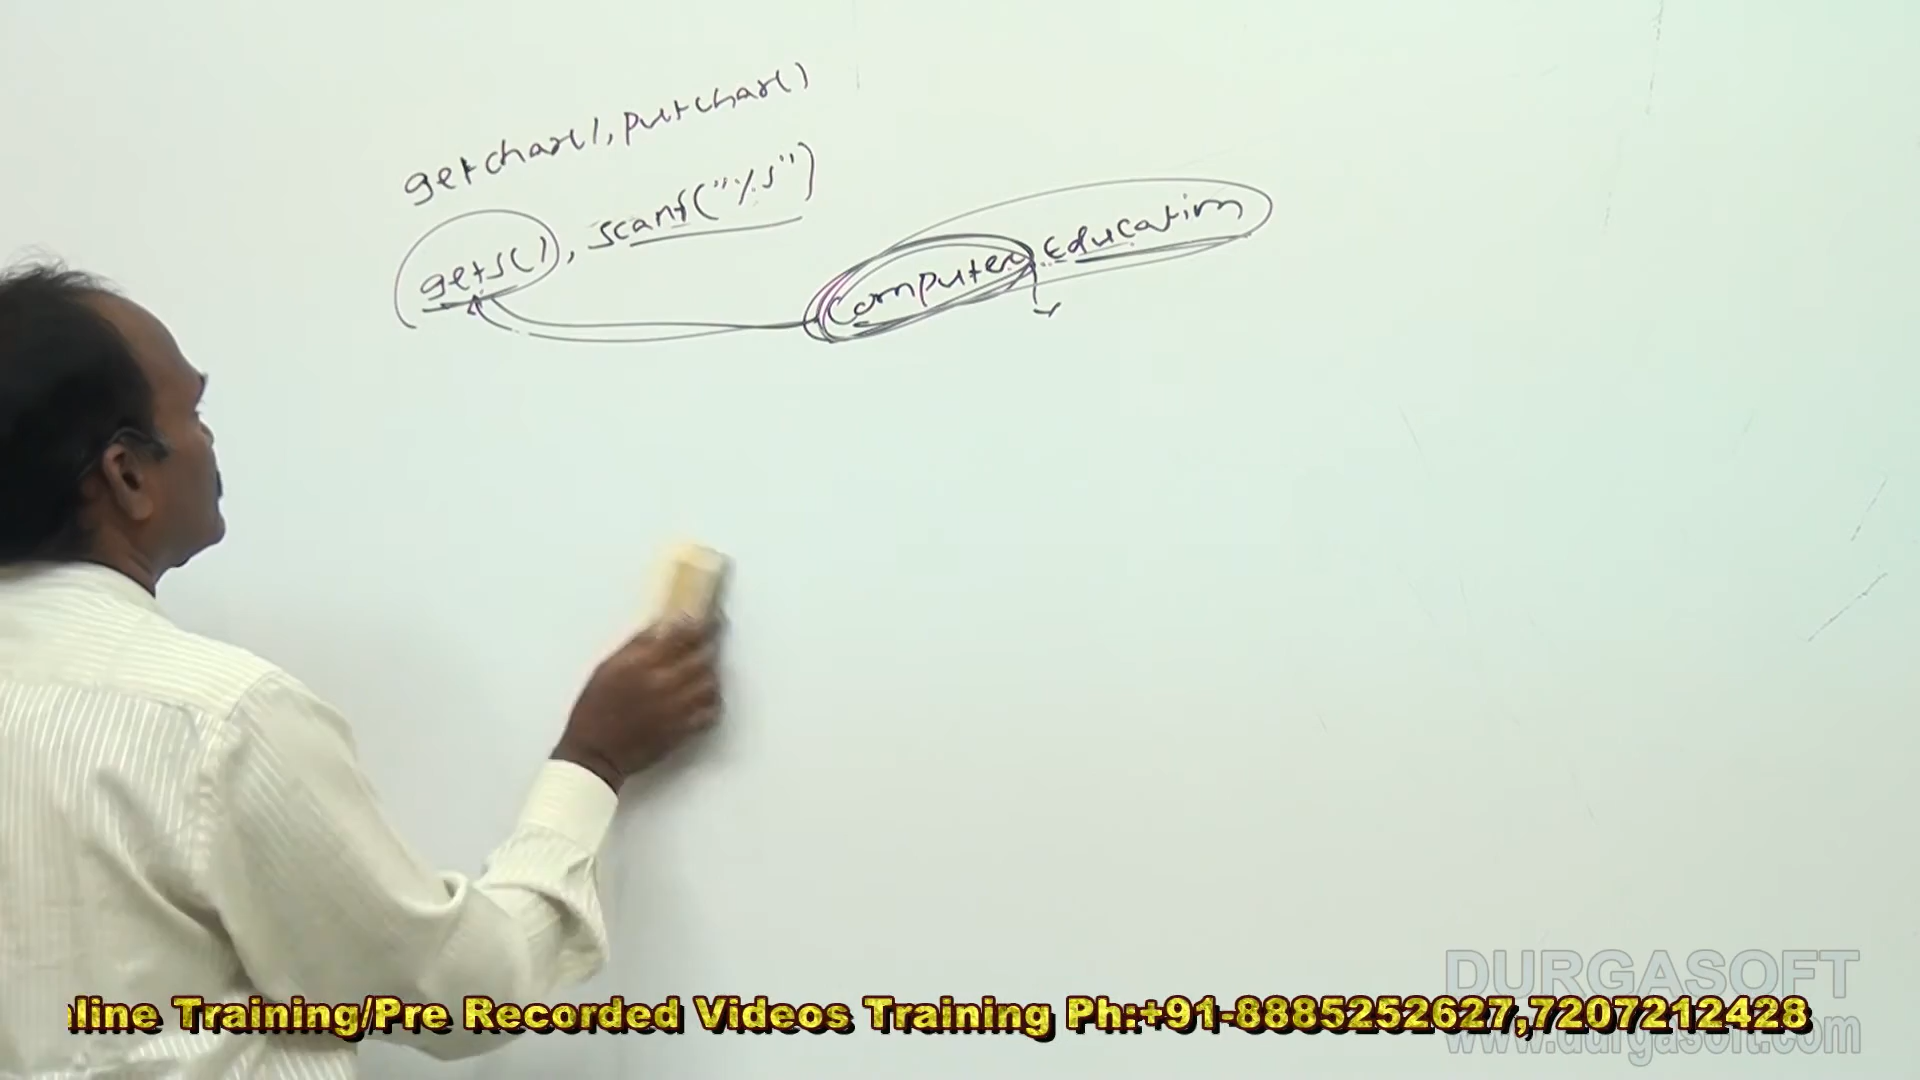 getchar(), putchar()
gets(), scanf("%s")
Computer Education
DURGASOFT
www.durgasoft.com
line Training/Pre Recorded Videos Training Ph:+91-8885252627,7207212428